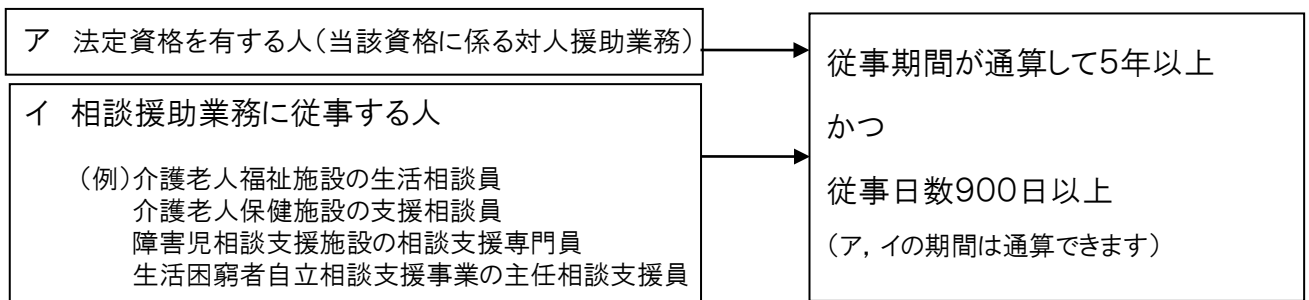 ア 法定資格を有する人（当該資格に係る対人援助業務）
イ 相談援助業務に従事する人
（例）介護老人福祉施設の生活相談員
介護老人保健施設の支援相談員
障害児相談支援施設の相談支援専門員
生活困窮者自立相談支援事業の主任相談支援員
従事期間が通算して5年以上
かつ
従事日数900日以上
（ア，イの期間は通算できます）